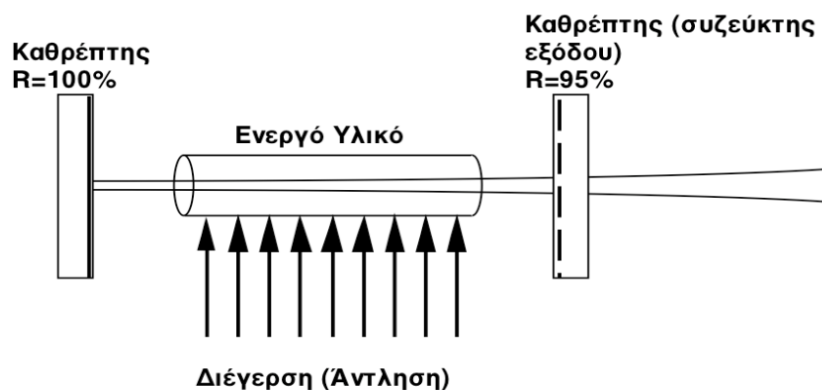 Καθρέπτης
R=100%
Καθρέπτης (συζεύκτης
εξόδου)
R=95%
Ενεργό Υλικό
Διέγερση (Άντληση)